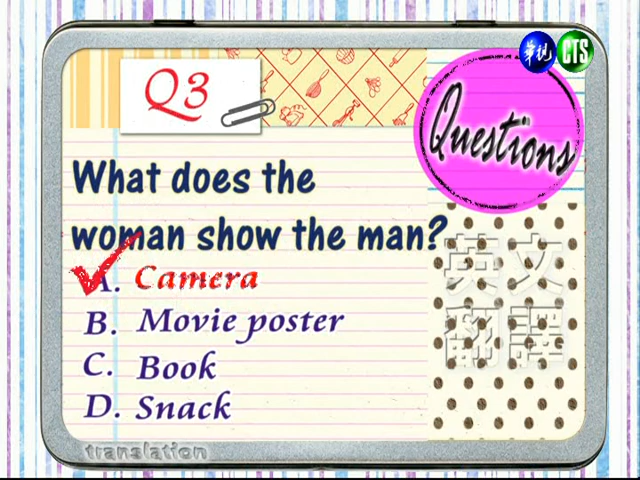 華視 CTS
Q3
Questions
What does the
woman show the man?
A. Camera
B. Movie poster
C. Book
D. Snack
英文
翻譯
translation